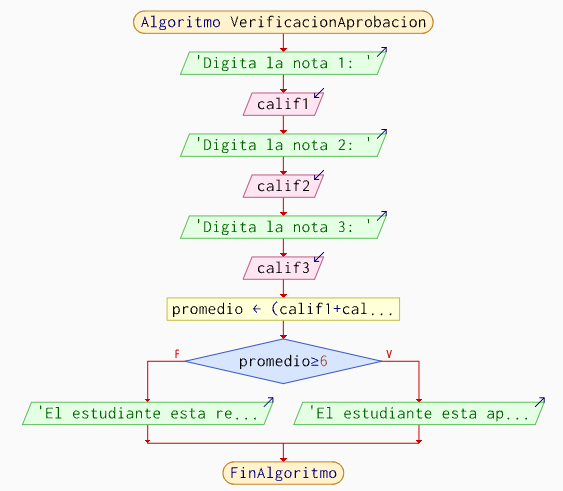 Algoritmo VerificacionAprobacion
'Digita la nota 1: '
calif1
'Digita la nota 2: '
calif2
'Digita la nota 3: '
calif3
promedio ← (calif1+cal...
F
promedio≥6
V
'El estudiante esta re...
'El estudiante esta ap...
FinAlgoritmo